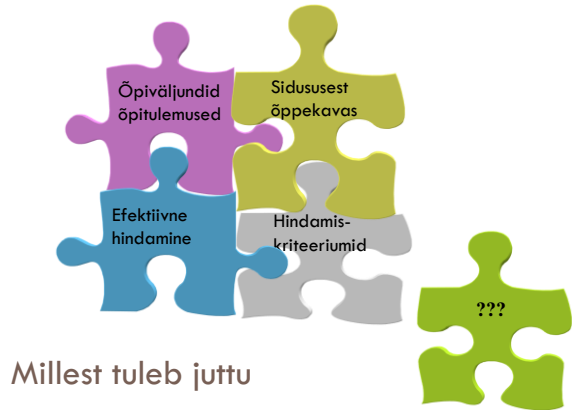 Õpiväljundid
õpitulemused
Sidususest
õppekavas
Efektiivne
hindamine
Hindamis-
kriteeriumid
???
Millest tuleb juttu